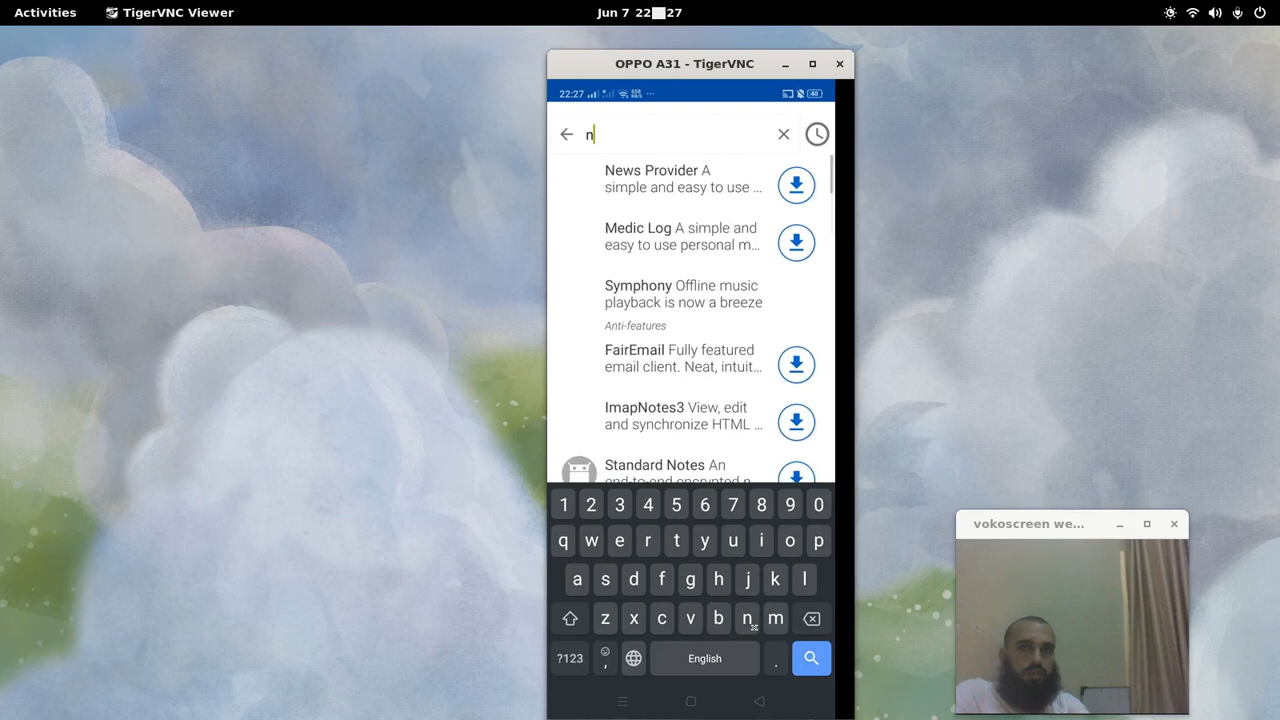 Activities TigerVNC Viewer Jun 7 22 27
OPPO A31 - TigerVNC
22:27 48
n
News Provider A
simple and easy to use ...
Medic Log A simple and
easy to use personal m...
Symphony Offline music
playback is now a breeze
Anti-features
FairEmail Fully featured
email client. Neat, intuit...
ImapNotes3 View, edit
and synchronize HTML ...
Standard Notes An
1 2 3 4 5 6 7 8 9 0
q w e r t y u i o p
a s d f g h j k l
z x c v b n m
?123 , English .
vokoscreen we...